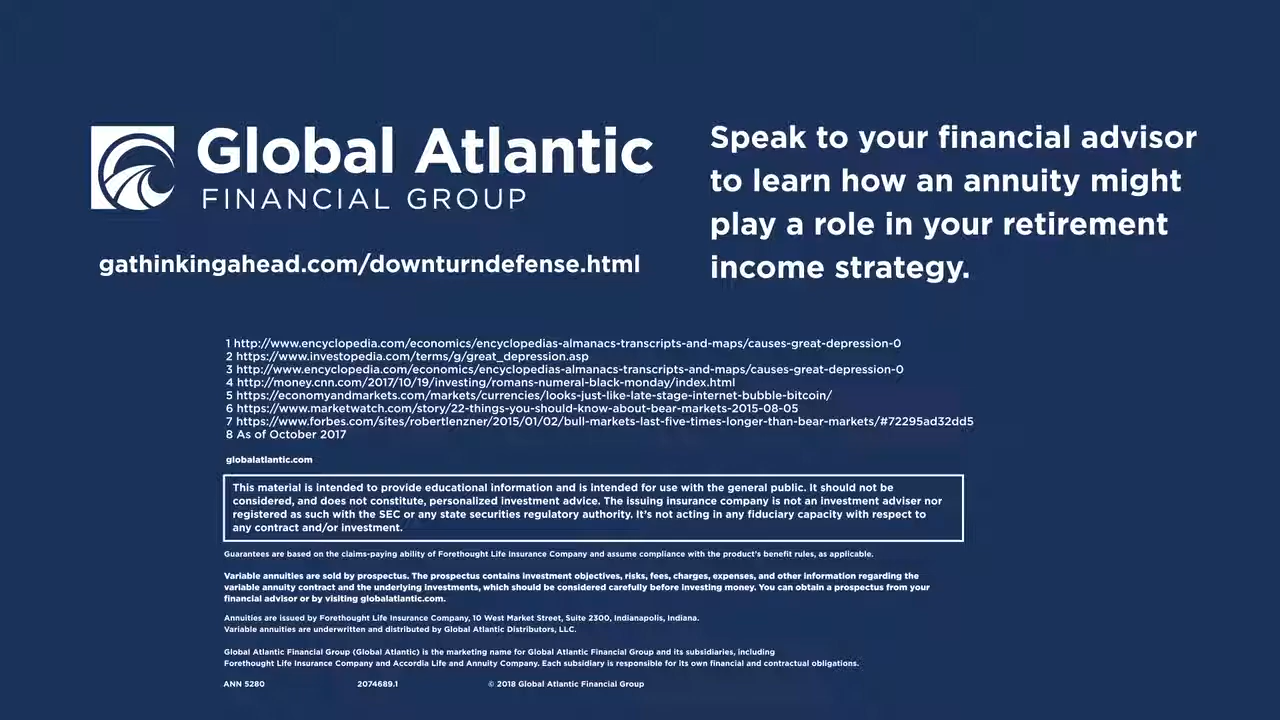 Global Atlantic
FINANCIAL GROUP
gathinkingahead.com/downturndefense.html
Speak to your financial advisor
to learn how an annuity might
play a role in your retirement
income strategy.
1 http://www.encyclopedia.com/economics/encyclopedias-almanacs-transcripts-and-maps/causes-great-depression-0
2 https://www.investopedia.com/terms/g/great_depression.asp
3 http://www.encyclopedia.com/economics/encyclopedias-almanacs-transcripts-and-maps/causes-great-depression-0
4 http://money.cnn.com/2017/10/19/investing/romans-numeral-black-monday/index.html
5 https://economyandmarkets.com/markets/currencies/looks-just-like-late-stage-internet-bubble-bitcoin/
6 https://www.marketwatch.com/story/22-things-you-should-know-about-bear-markets-2015-08-05
7 https://www.forbes.com/sites/robertlenzner/2015/01/02/bull-markets-last-five-times-longer-than-bear-markets/#72295ad32dd5
8 As of October 2017
globalatlantic.com
This material is intended to provide educational information and is intended for use with the general public. It should not be
considered, and does not constitute, personalized investment advice. The issuing insurance company is not an investment adviser nor
registered as such with the SEC or any state securities regulatory authority. It's not acting in any fiduciary capacity with respect to
any contract and/or investment.
Guarantees are based on the claims-paying ability of Forethought Life Insurance Company and assume compliance with the product's benefit rules, as applicable.
Variable annuities are sold by prospectus. The prospectus contains investment objectives, risks, fees, charges, expenses, and other information regarding the
variable annuity contract and the underlying investments, which should be considered carefully before investing money. You can obtain a prospectus from your
financial advisor or by visiting globalatlantic.com.
Annuities are issued by Forethought Life Insurance Company, 10 West Market Street, Suite 2300, Indianapolis, Indiana.
Variable annuities are underwritten and distributed by Global Atlantic Distributors, LLC.
Global Atlantic Financial Group (Global Atlantic) is the marketing name for Global Atlantic Financial Group and its subsidiaries, including
Forethought Life Insurance Company and Accordia Life and Annuity Company. Each subsidiary is responsible for its own financial and contractual obligations.
ANN 5280 2074689.1 © 2018 Global Atlantic Financial Group